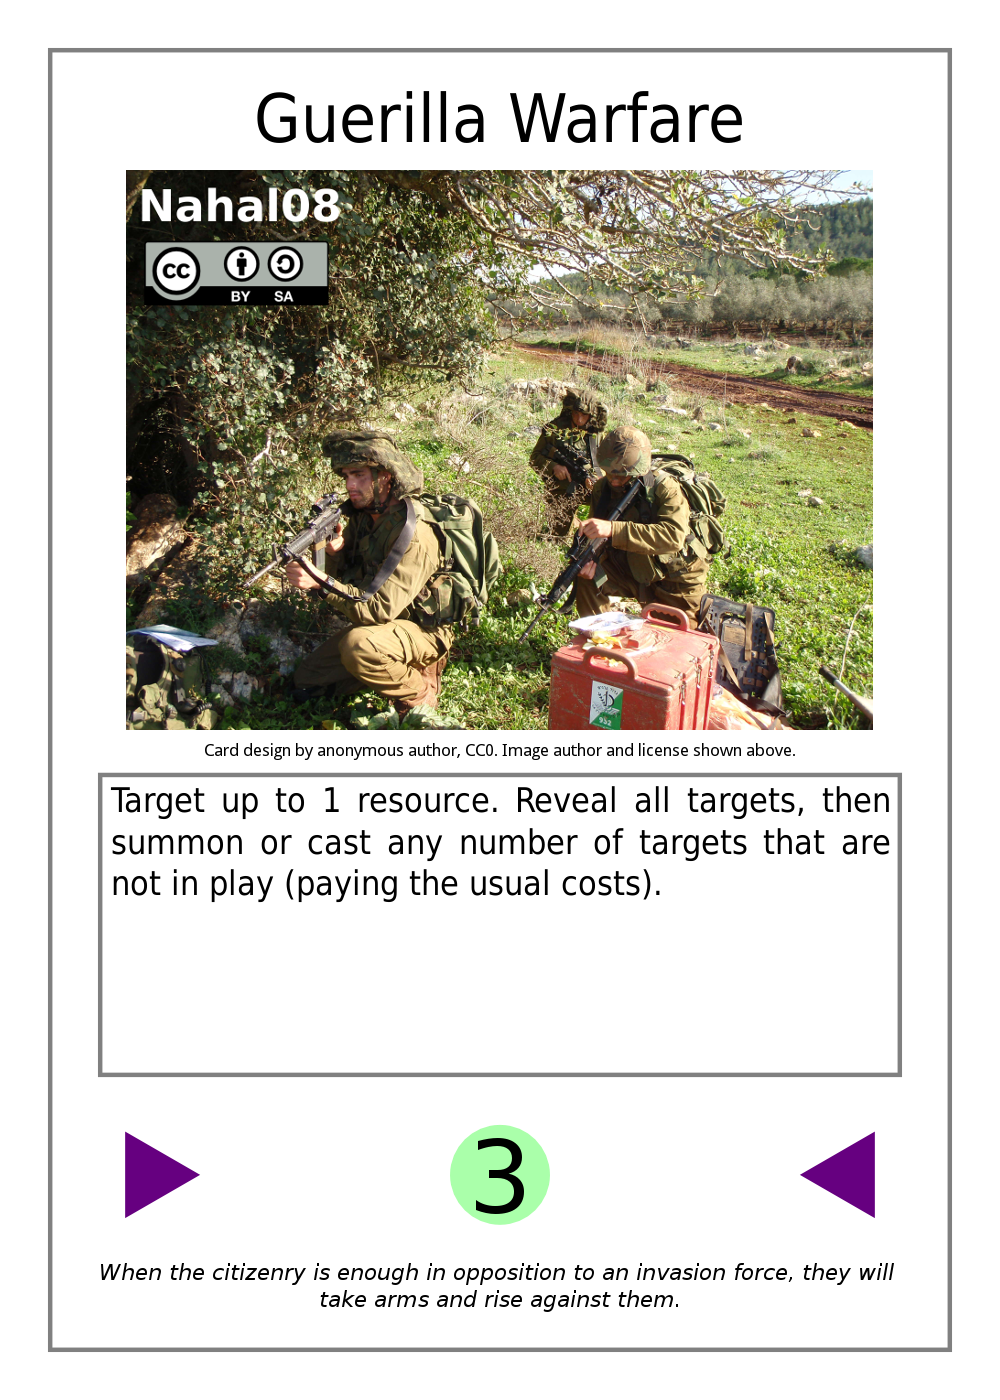 Guerilla Warfare
Nahal08
cc
BY SA
932
Card design by anonymous author, CC0. Image author and license shown above.
Target up to 1 resource. Reveal all targets, then
summon or cast any number of targets that are
not in play (paying the usual costs).
3
When the citizenry is enough in opposition to an invasion force, they will
take arms and rise against them.